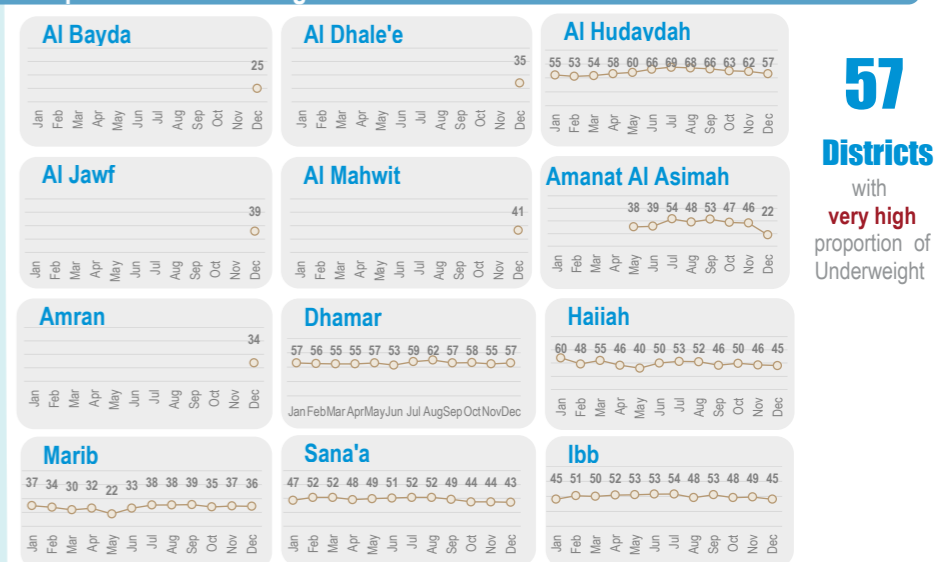 Al Bayda
25
Jan Feb Mar Apr May Jun Jul Aug Sep Oct Nov Dec
Al Dhale'e
35
Jan Feb Mar Apr May Jun Jul Aug Sep Oct Nov Dec
Al Hudaydah
55 53 54 58 60 66 69 68 66 63 62 57
Jan Feb Mar Apr May Jun Jul Aug Sep Oct Nov Dec
57
Districts
with
very high
proportion of
Underweight
Al Jawf
39
Jan Feb Mar Apr May Jun Jul Aug Sep Oct Nov Dec
Al Mahwit
41
Jan Feb Mar Apr May Jun Jul Aug Sep Oct Nov Dec
Amanat Al Asimah
38 39 54 48 53 47 46 22
Jan Feb Mar Apr May Jun Jul Aug Sep Oct Nov Dec
Amran
34
Jan Feb Mar Apr May Jun Jul Aug Sep Oct Nov Dec
Dhamar
57 56 55 55 57 53 59 62 57 58 55 57
Jan Feb Mar Apr May Jun Jul Aug Sep Oct Nov Dec
Hajjah
60 48 55 46 40 50 53 52 46 50 46 45
Jan Feb Mar Apr May Jun Jul Aug Sep Oct Nov Dec
Marib
37 34 30 32 22 33 38 38 39 35 37 36
Jan Feb Mar Apr May Jun Jul Aug Sep Oct Nov Dec
Sana'a
47 52 52 48 49 51 52 52 49 44 44 43
Jan Feb Mar Apr May Jun Jul Aug Sep Oct Nov Dec
Ibb
45 51 50 52 53 53 54 48 53 48 49 45
Jan Feb Mar Apr May Jun Jul Aug Sep Oct Nov Dec